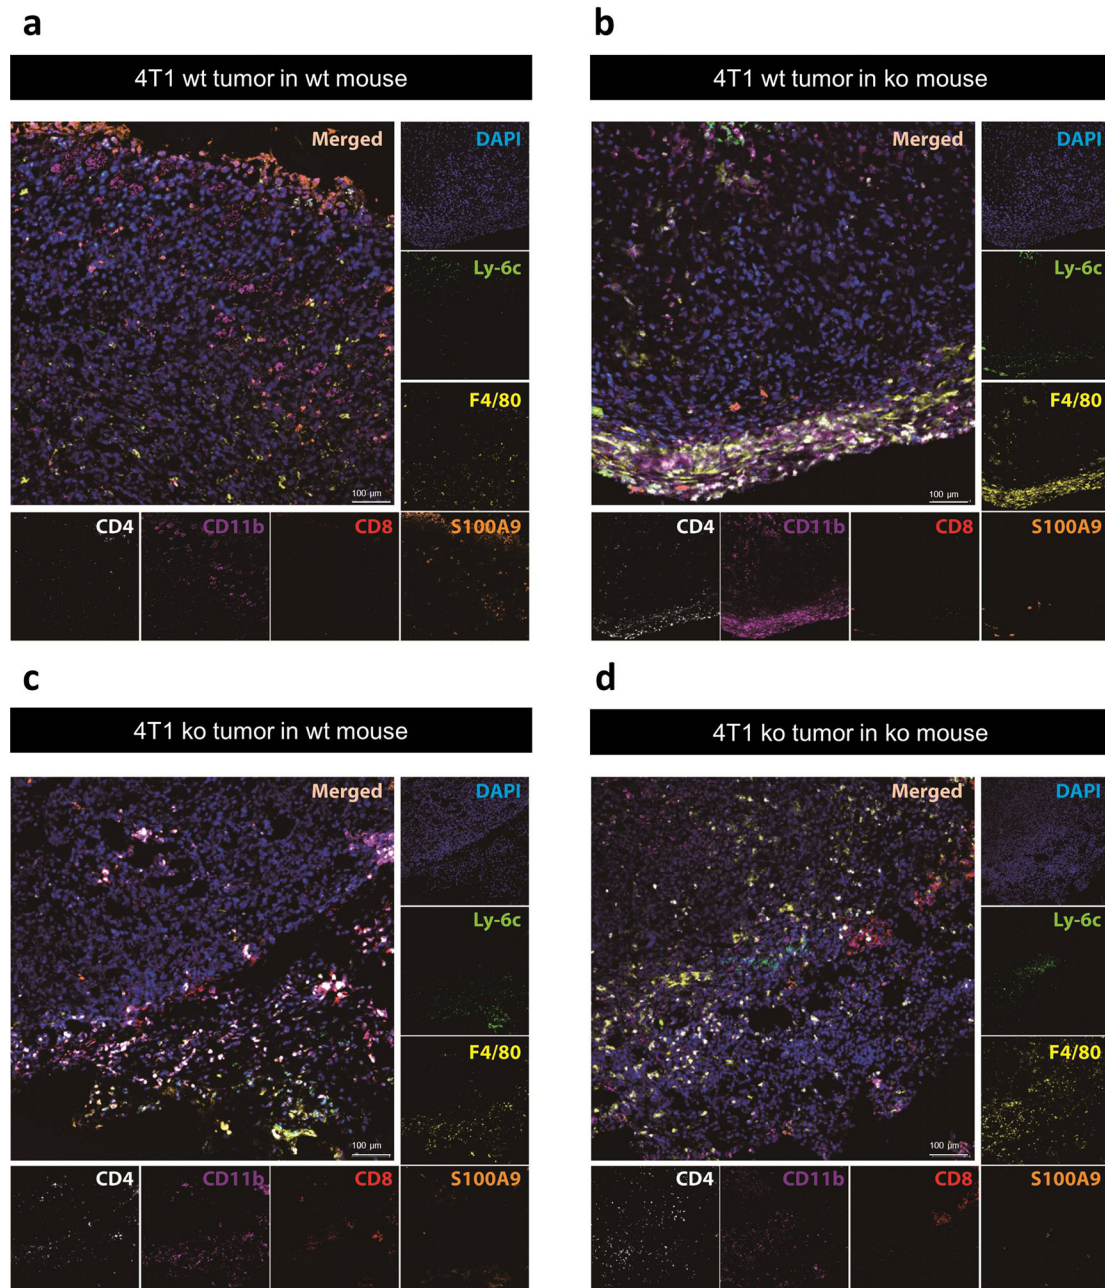 a
4T1 wt tumor in wt mouse
Merged
DAPI
Ly-6c
F4/80
100 µm
CD4
CD11b
CD8
S100A9
b
4T1 wt tumor in ko mouse
Merged
DAPI
Ly-6c
F4/80
100 µm
CD4
CD11b
CD8
S100A9
c
4T1 ko tumor in wt mouse
Merged
DAPI
Ly-6c
F4/80
100 µm
CD4
CD11b
CD8
S100A9
d
4T1 ko tumor in ko mouse
Merged
DAPI
Ly-6c
F4/80
100 µm
CD4
CD11b
CD8
S100A9